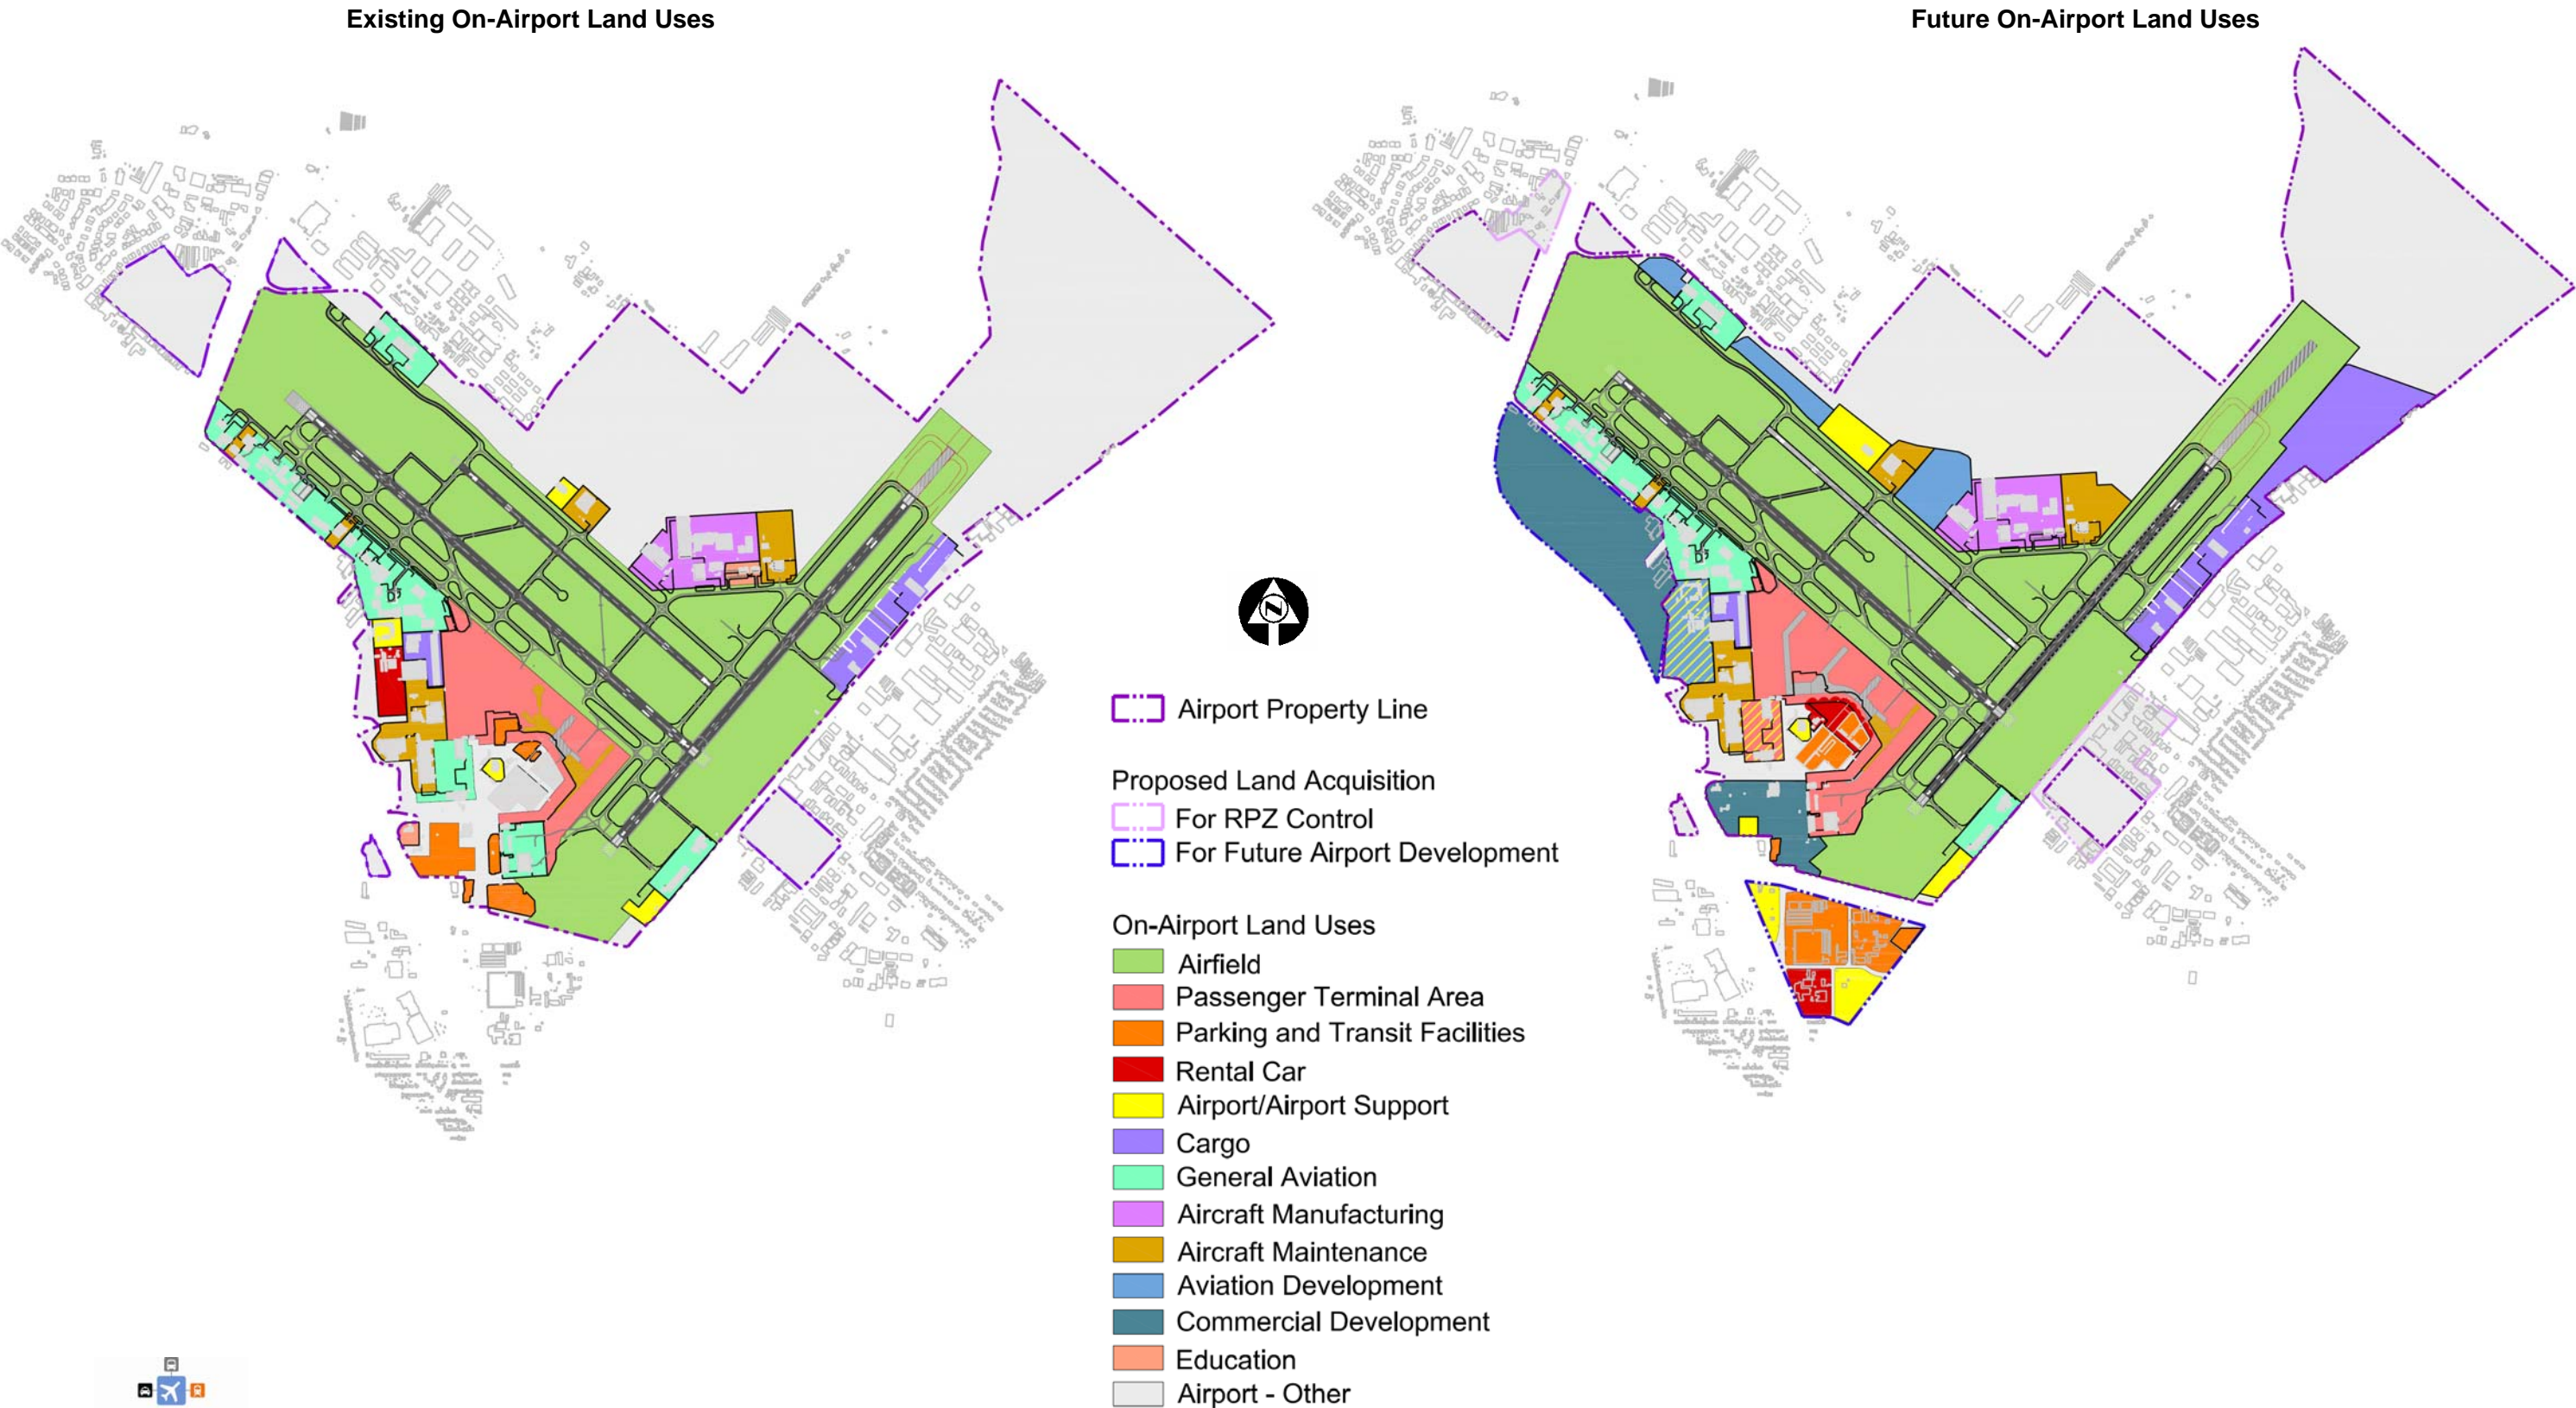 Existing On-Airport Land Uses
Future On-Airport Land Uses
N
Airport Property Line
Proposed Land Acquisition
For RPZ Control
For Future Airport Development
On-Airport Land Uses
Airfield
Passenger Terminal Area
Parking and Transit Facilities
Rental Car
Airport/Airport Support
Cargo
General Aviation
Aircraft Manufacturing
Aircraft Maintenance
Aviation Development
Commercial Development
Education
Airport - Other